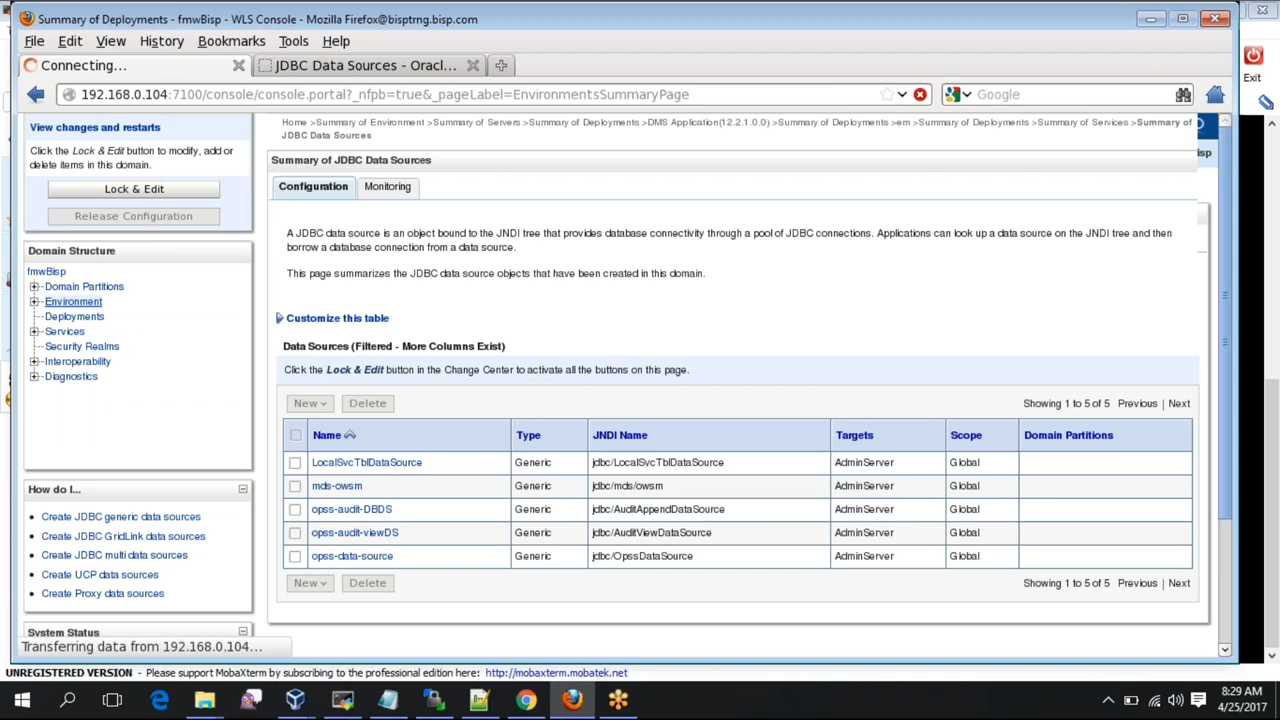 Summary of Deployments - fmwBisp - WLS Console - Mozilla Firefox@bisptrng.bisp.com
File Edit View History Bookmarks Tools Help
Exit
Connecting...
JDBC Data Sources - Oracl...
192.168.0.104:7100/console/console.portal?_nfpb=true&_pageLabel=EnvironmentsSummaryPage
Google
View changes and restarts
Click the Lock & Edit button to modify, add or
delete items in this domain.
Lock & Edit
Release Configuration
Domain Structure
fmwBisp
Domain Partitions
Environment
Deployments
Services
Security Realms
Interoperability
Diagnostics
How do I...
Create JDBC generic data sources
Create JDBC GridLink data sources
Create JDBC multi data sources
Create UCP data sources
Create Proxy data sources
System Status
Transferring data from 192.168.0.104...
Home >Summary of Environment >Summary of Servers >Summary of Deployments >DMS Application(12.2.1.0.0) >Summary of Deployments >em >Summary of Deployments >Summary of Services >Summary of
JDBC Data Sources
isp
Summary of JDBC Data Sources
Configuration Monitoring
A JDBC data source is an object bound to the JNDI tree that provides database connectivity through a pool of JDBC connections. Applications can look up a data source on the JNDI tree and then
borrow a database connection from a data source.
This page summarizes the JDBC data source objects that have been created in this domain.
Customize this table
Data Sources (Filtered - More Columns Exist)
Click the Lock & Edit button in the Change Center to activate all the buttons on this page.
New Delete Showing 1 to 5 of 5 Previous | Next
Name Type JNDI Name Targets Scope Domain Partitions
LocalSvcTblDataSource Generic jdbc/LocalSvcTblDataSource AdminServer Global
mds-owsm Generic jdbc/mds/owsm AdminServer Global
opss-audit-DBDS Generic jdbc/AuditAppendDataSource AdminServer Global
opss-audit-viewDS Generic jdbc/AuditViewDataSource AdminServer Global
opss-data-source Generic jdbc/OpssDataSource AdminServer Global
New Delete Showing 1 to 5 of 5 Previous | Next
UNREGISTERED VERSION - Please support MobaXterm by subscribing to the professional edition here: http://mobaxterm.mobatek.net
8:29 AM
4/25/2017